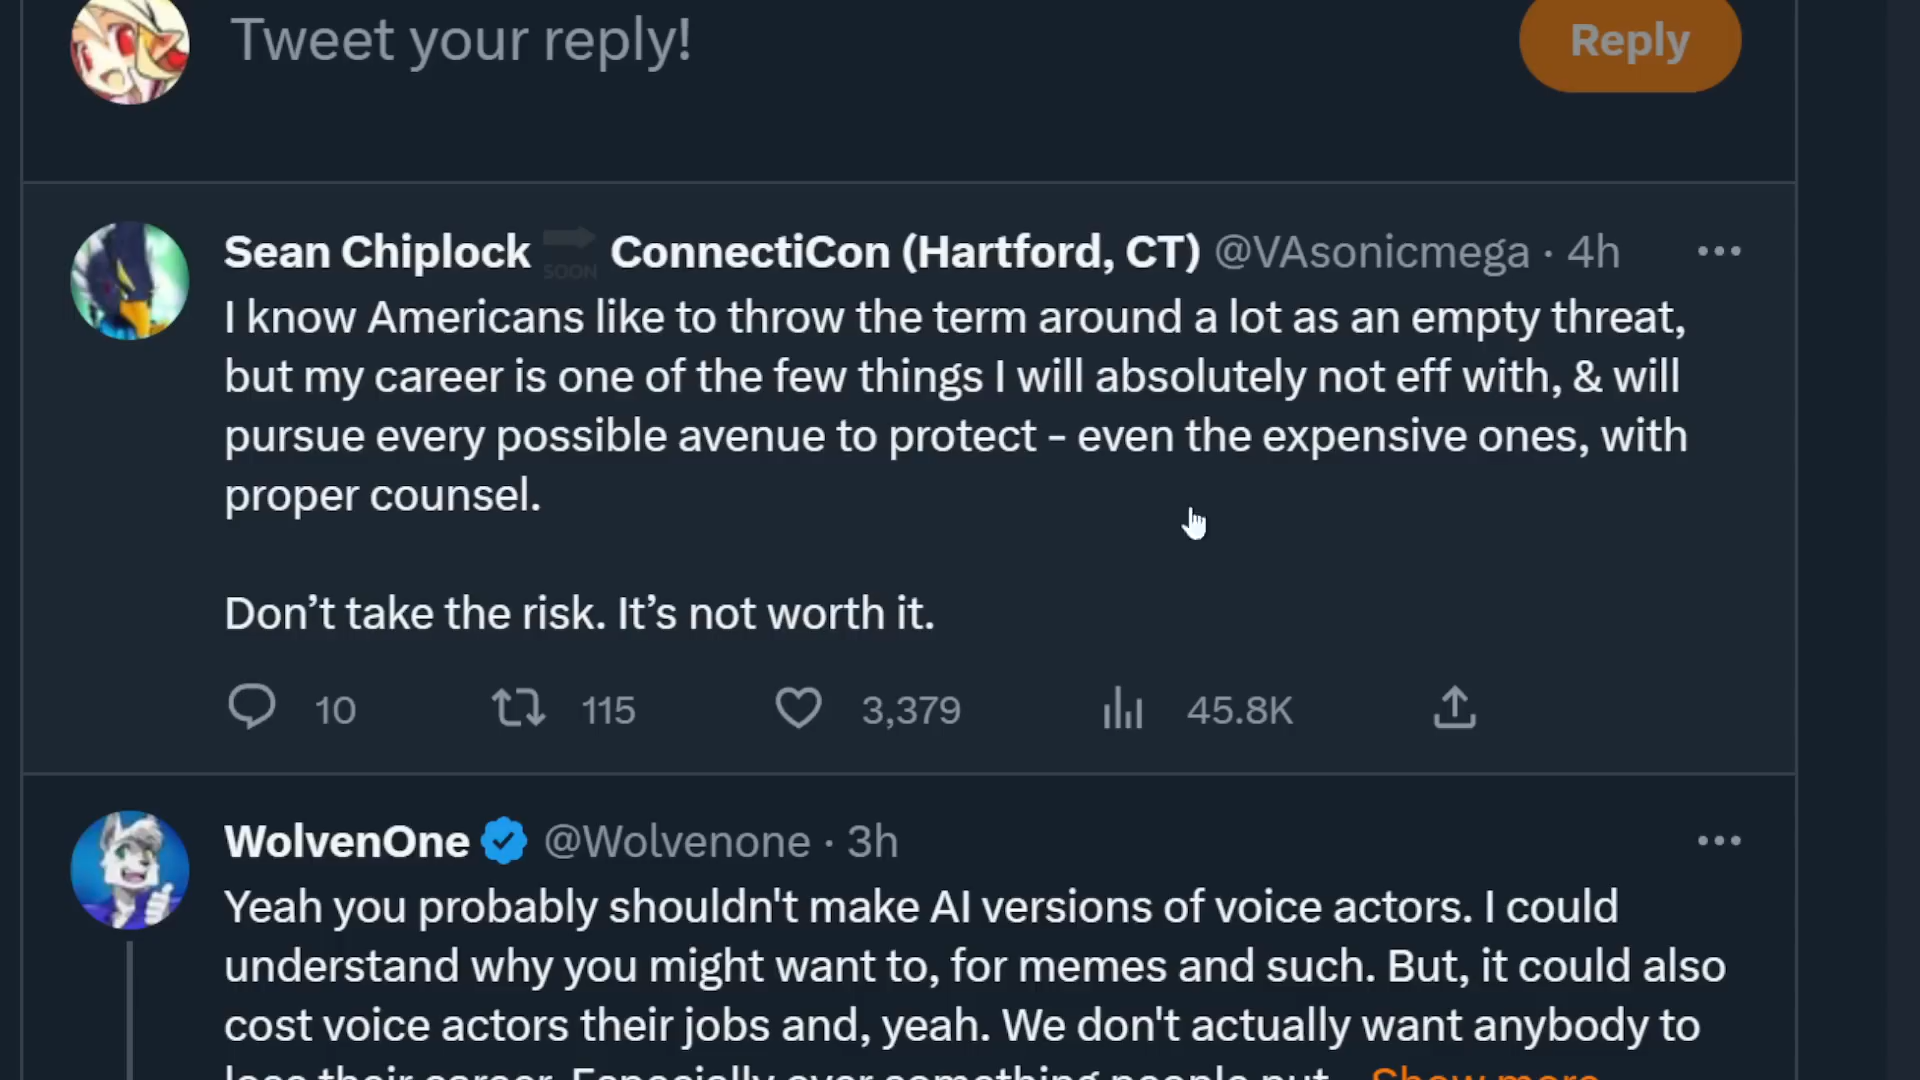 Tweet your reply!
Reply
Sean Chiplock SOON ConnectiCon (Hartford, CT) @VAsonicmega · 4h
I know Americans like to throw the term around a lot as an empty threat,
but my career is one of the few things I will absolutely not eff with, & will
pursue every possible avenue to protect - even the expensive ones, with
proper counsel.
Don’t take the risk. It’s not worth it.
10 115 3,379 45.8K
WolvenOne @Wolvenone · 3h
Yeah you probably shouldn't make AI versions of voice actors. I could
understand why you might want to, for memes and such. But, it could also
cost voice actors their jobs and, yeah. We don't actually want anybody to
lose their career. Especially over something people put... Show more